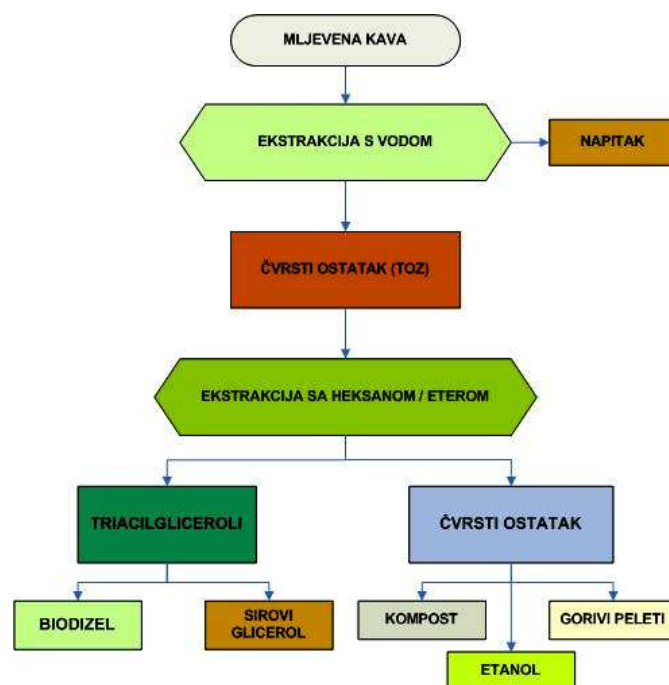 MLJEVENA KAVA
EKSTRAKCIJA S VODOM
NAPITAK
ČVRSTI OSTATAK (TOZ)
EKSTRAKCIJA SA HEKSANOM / ETEROM
TRIACILGLICEROLI
ČVRSTI OSTATAK
BIODIZEL
SIROVI
GLICEROL
KOMPOST
GORIVI PELETI
ETANOL